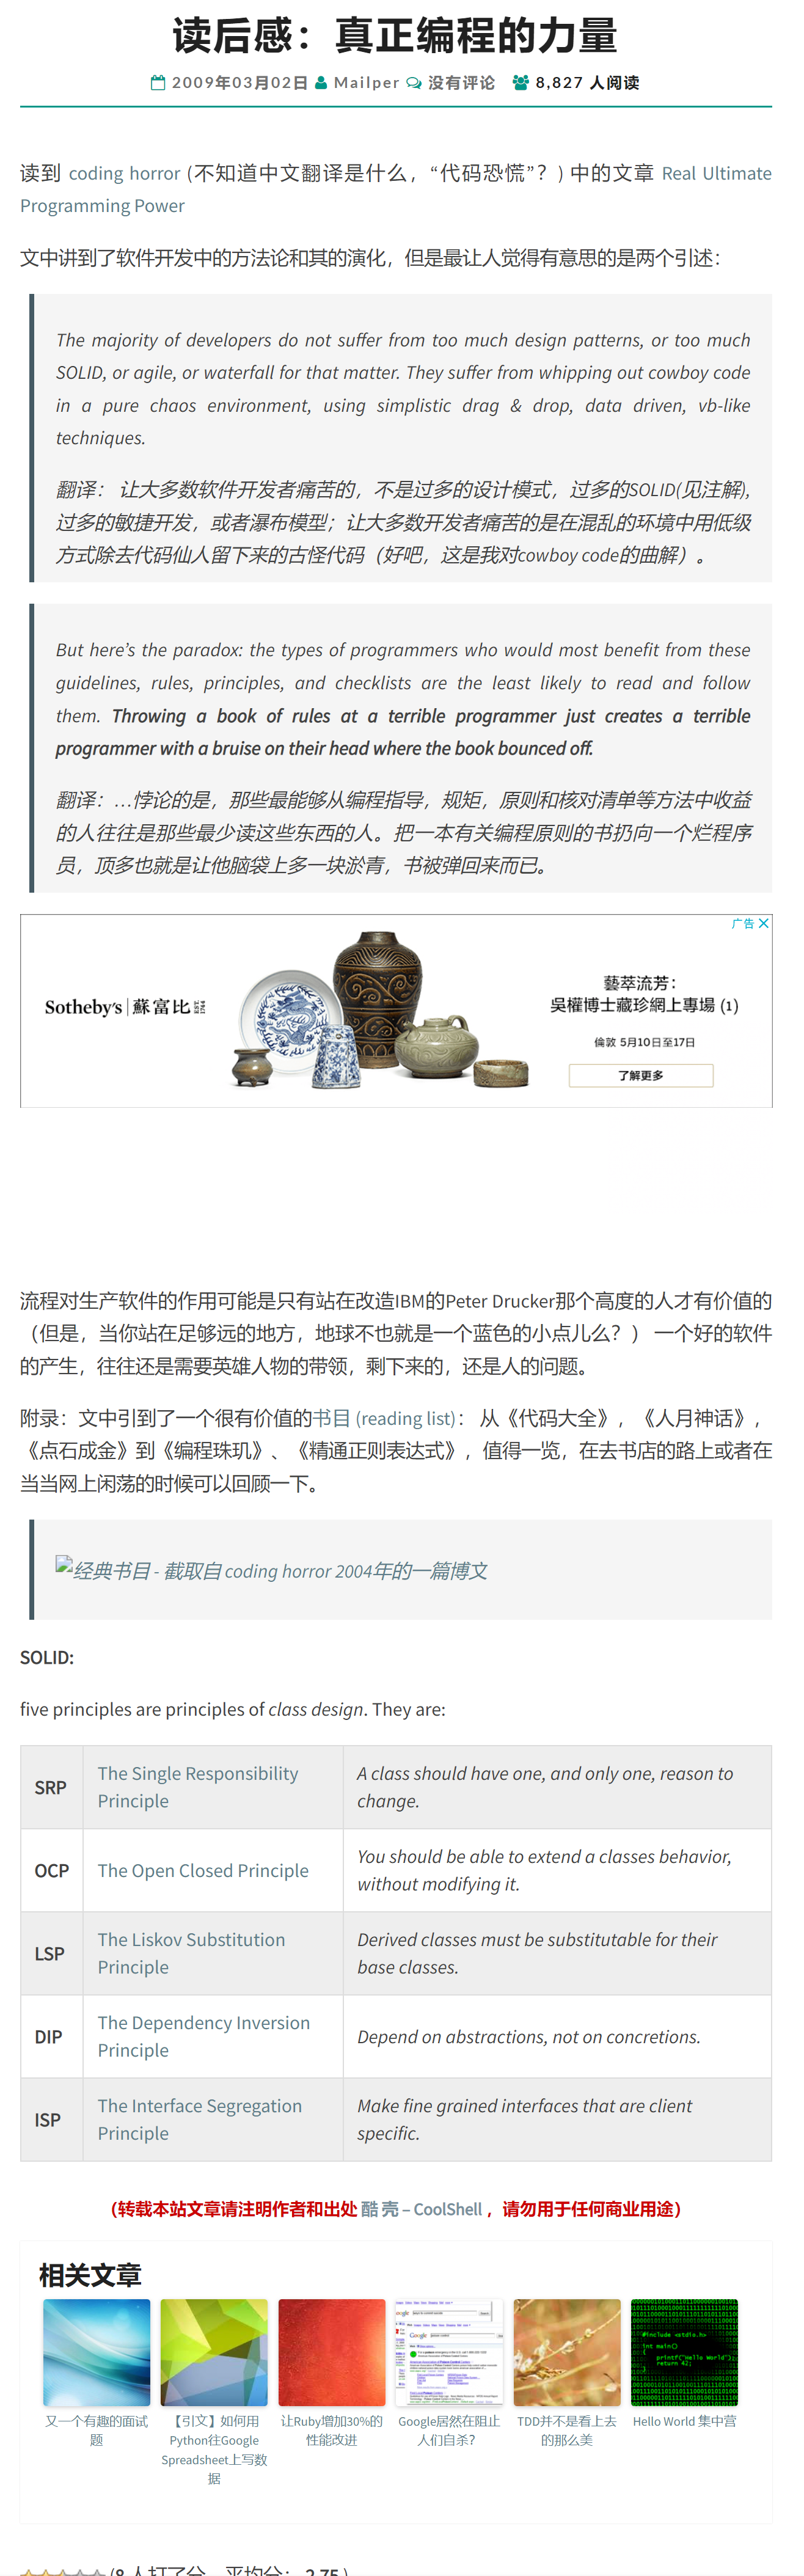 读后感：真正编程的力量
2009年03月02日 Mailper 没有评论 8,827 人阅读
读到 coding horror (不知道中文翻译是什么，“代码恐慌”？) 中的文章 Real Ultimate
Programming Power
文中讲到了软件开发中的方法论和其的演化，但是最让人觉得有意思的是两个引述：
The majority of developers do not suffer from too much design patterns, or too much
SOLID, or agile, or waterfall for that matter. They suffer from whipping out cowboy code
in a pure chaos environment, using simplistic drag & drop, data driven, vb-like
techniques.
翻译： 让大多数软件开发者痛苦的，不是过多的设计模式，过多的SOLID(见注解),
过多的敏捷开发，或者瀑布模型；让大多数开发者痛苦的是在混乱的环境中用低级
方式除去代码仙人留下来的古怪代码（好吧，这是我对cowboy code的曲解）。
But here’s the paradox: the types of programmers who would most benefit from these
guidelines, rules, principles, and checklists are the least likely to read and follow
them. Throwing a book of rules at a terrible programmer just creates a terrible
programmer with a bruise on their head where the book bounced off.
翻译：…悖论的是，那些最能够从编程指导，规矩，原则和核对清单等方法中收益
的人往往是那些最少读这些东西的人。把一本有关编程原则的书扔向一个烂程序
员，顶多也就是让他脑袋上多一块淤青，书被弹回来而已。
广告
Sotheby's 蘇富比 EST. 1744
藝萃流芳：
吳權博士藏珍網上專場 (1)
倫敦 5月10日至17日
了解更多
流程对生产软件的作用可能是只有站在改造IBM的Peter Drucker那个高度的人才有价值的
（但是，当你站在足够远的地方，地球不也就是一个蓝色的小点儿么？） 一个好的软件
的产生，往往还是需要英雄人物的带领，剩下来的，还是人的问题。
附录：文中引到了一个很有价值的书目 (reading list)： 从《代码大全》，《人月神话》，
《点石成金》到《编程珠玑》、《精通正则表达式》，值得一览，在去书店的路上或者在
当当网上闲荡的时候可以回顾一下。
经典书目 - 截取自 coding horror 2004年的一篇博文
SOLID:
five principles are principles of class design. They are:
SRP The Single Responsibility Principle A class should have one, and only one, reason to change.
OCP The Open Closed Principle You should be able to extend a classes behavior, without modifying it.
LSP The Liskov Substitution Principle Derived classes must be substitutable for their base classes.
DIP The Dependency Inversion Principle Depend on abstractions, not on concretions.
ISP The Interface Segregation Principle Make fine grained interfaces that are client specific.
（转载本站文章请注明作者和出处 酷 壳 – CoolShell ，请勿用于任何商业用途）
相关文章
#include <stdio.h>
int main()
{
printf("Hello World");
return 42;
}
又一个有趣的面试题
【引文】如何用Python往Google Spreadsheet上写数据
让Ruby增加30%的性能改进
Google居然在阻止人们自杀？
TDD并不是看上去的那么美
Hello World 集中营
(8 人打了分，平均分： 2.75 )